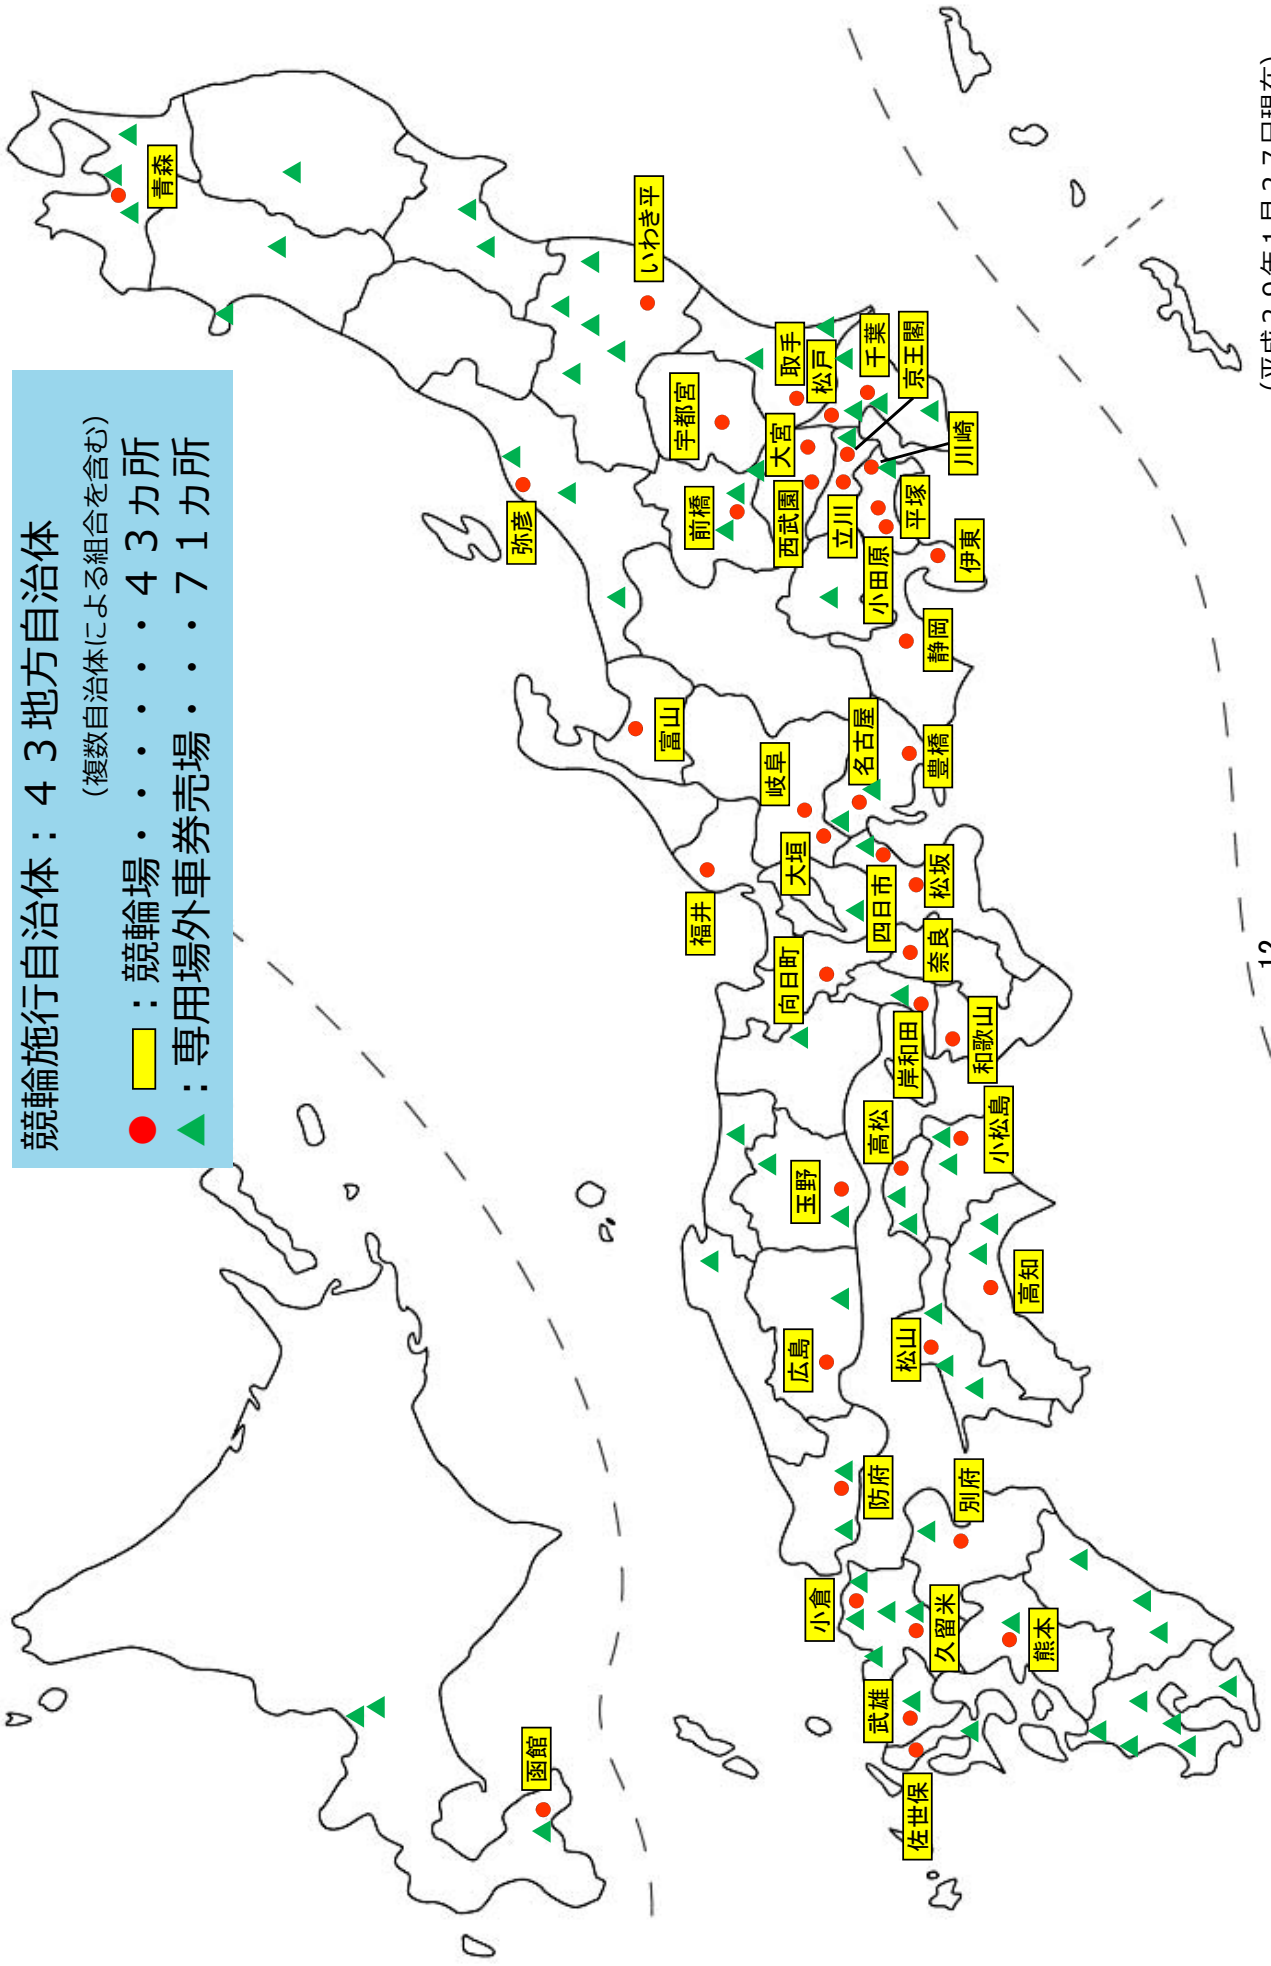 競輪施行自治体：４３地方自治体
（複数自治体による組合を含む）
：競輪場・・・・・・・４３カ所
：専用場外車券売場・・・７１カ所
函館
青森
いわき平
弥彦
宇都宮
前橋
取手
松戸
千葉
大宮
西武園
京王閣
立川
川崎
平塚
小田原
伊東
静岡
富山
岐阜
大垣
名古屋
豊橋
福井
四日市
松坂
向日町
奈良
岸和田
和歌山
高松
小松島
玉野
高知
広島
松山
防府
別府
小倉
久留米
熊本
武雄
佐世保
12